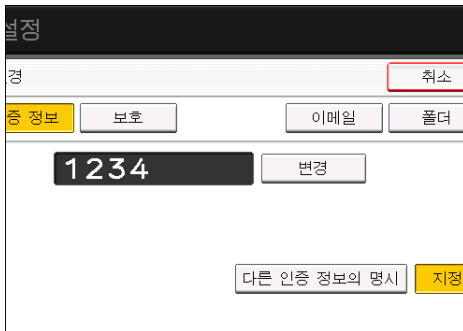 설정
경
취소
증 정보 보호 이메일 폴더
1234 변경
다른 인증 정보의 명시 지정